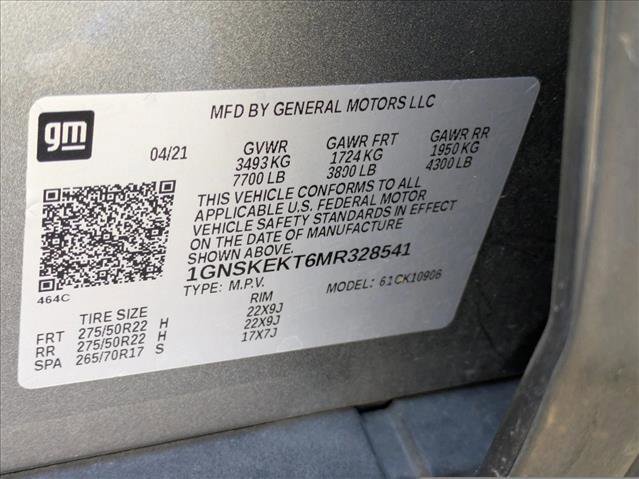 gm
MFD BY GENERAL MOTORS LLC
04/21 GVWR GAWR FRT GAWR RR
3493 KG 1724 KG 1950 KG
7700 LB 3800 LB 4300 LB
THIS VEHICLE CONFORMS TO ALL
APPLICABLE U.S. FEDERAL MOTOR
VEHICLE SAFETY STANDARDS IN EFFECT
ON THE DATE OF MANUFACTURE
SHOWN ABOVE.
1GNSKEKT6MR328541
464C
TYPE: M.P.V. MODEL: 61CK10906
TIRE SIZE RIM
FRT 275/50R22 H 22X9J
RR 275/50R22 H 22X9J
SPA 265/70R17 S 17X7J